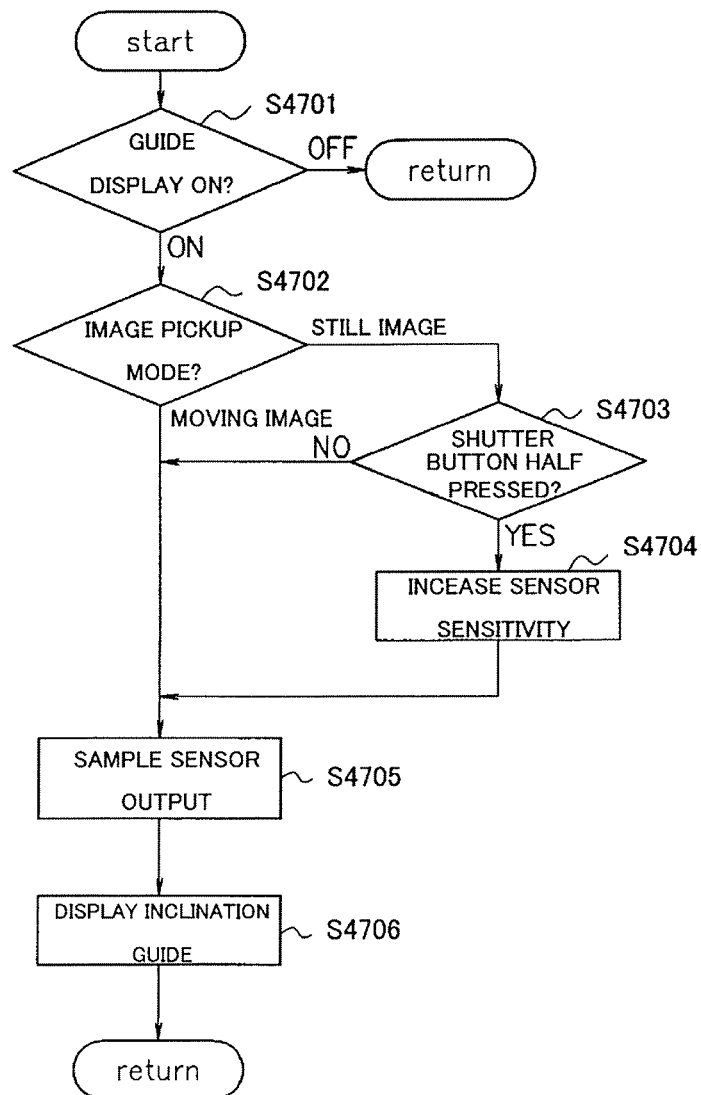 start
S4701
GUIDE
DISPLAY ON?
OFF
return
ON
S4702
IMAGE PICKUP
MODE?
STILL IMAGE
MOVING IMAGE
S4703
SHUTTER
BUTTON HALF
PRESSED?
NO
YES
S4704
INCEASE SENSOR
SENSITIVITY
SAMPLE SENSOR
OUTPUT
S4705
DISPLAY INCLINATION
GUIDE
S4706
return